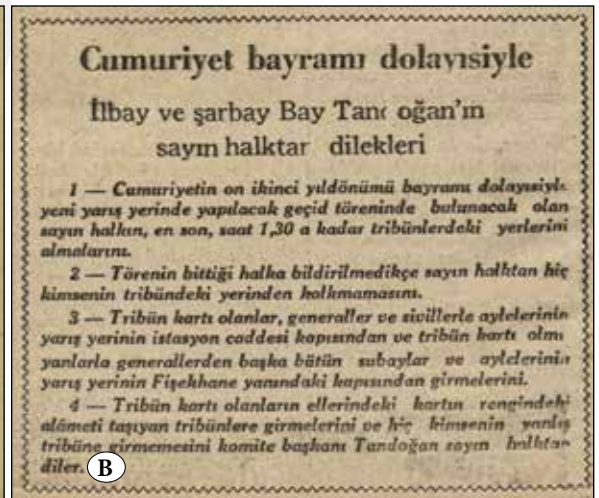 Cumuriyet bayramı dolayısiyle
İlbay ve şarbay Bay Tandoğan'ın
sayın halktan dilekleri
1 — Cumuriyetin on ikinci yıldönümü bayramı dolayısiyle
yeni yarış yerinde yapılacak geçid töreninde bulunacak olan
sayın halkın, en son, saat 1,30 a kadar tribünlerdeki yerlerini
almalarını.
2 — Törenin bittiği halka bildirilmedikçe sayın halktan hiç
kimsenin tribündeki yerinden kalkmamasını.
3 — Tribün kartı olanlar, generaller ve sivillerle aylelerinin
yarış yerinin istasyon caddesi kapısından ve tribün kartı olmı
yanlarla generallerden başka bütün subaylar ve aylelerinin
yarış yerinin Fişekhane yanındaki kapısından girmelerini.
4 — Tribün kartı olanların ellerindeki kartın rengindeki
alâmeti taşıyan tribünlere girmelerini ve hiç kimsenin yanlış
tribüne girmemesini komite başkanı Tandoğan sayın halktan
diler. B